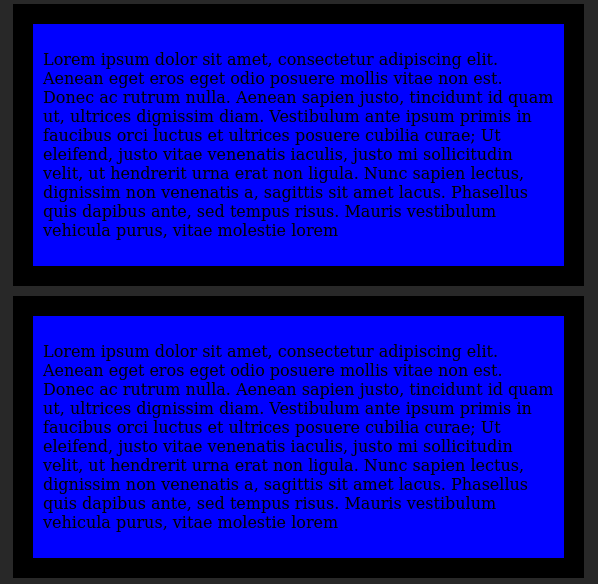 Lorem ipsum dolor sit amet, consectetur adipiscing elit.
Aenean eget eros eget odio posuere mollis vitae non est.
Donec ac rutrum nulla. Aenean sapien justo, tincidunt id quam
ut, ultrices dignissim diam. Vestibulum ante ipsum primis in
faucibus orci luctus et ultrices posuere cubilia curae; Ut
eleifend, justo vitae venenatis iaculis, justo mi sollicitudin
velit, ut hendrerit urna erat non ligula. Nunc sapien lectus,
dignissim non venenatis a, sagittis sit amet lacus. Phasellus
quis dapibus ante, sed tempus risus. Mauris vestibulum
vehicula purus, vitae molestie lorem
Lorem ipsum dolor sit amet, consectetur adipiscing elit.
Aenean eget eros eget odio posuere mollis vitae non est.
Donec ac rutrum nulla. Aenean sapien justo, tincidunt id quam
ut, ultrices dignissim diam. Vestibulum ante ipsum primis in
faucibus orci luctus et ultrices posuere cubilia curae; Ut
eleifend, justo vitae venenatis iaculis, justo mi sollicitudin
velit, ut hendrerit urna erat non ligula. Nunc sapien lectus,
dignissim non venenatis a, sagittis sit amet lacus. Phasellus
quis dapibus ante, sed tempus risus. Mauris vestibulum
vehicula purus, vitae molestie lorem